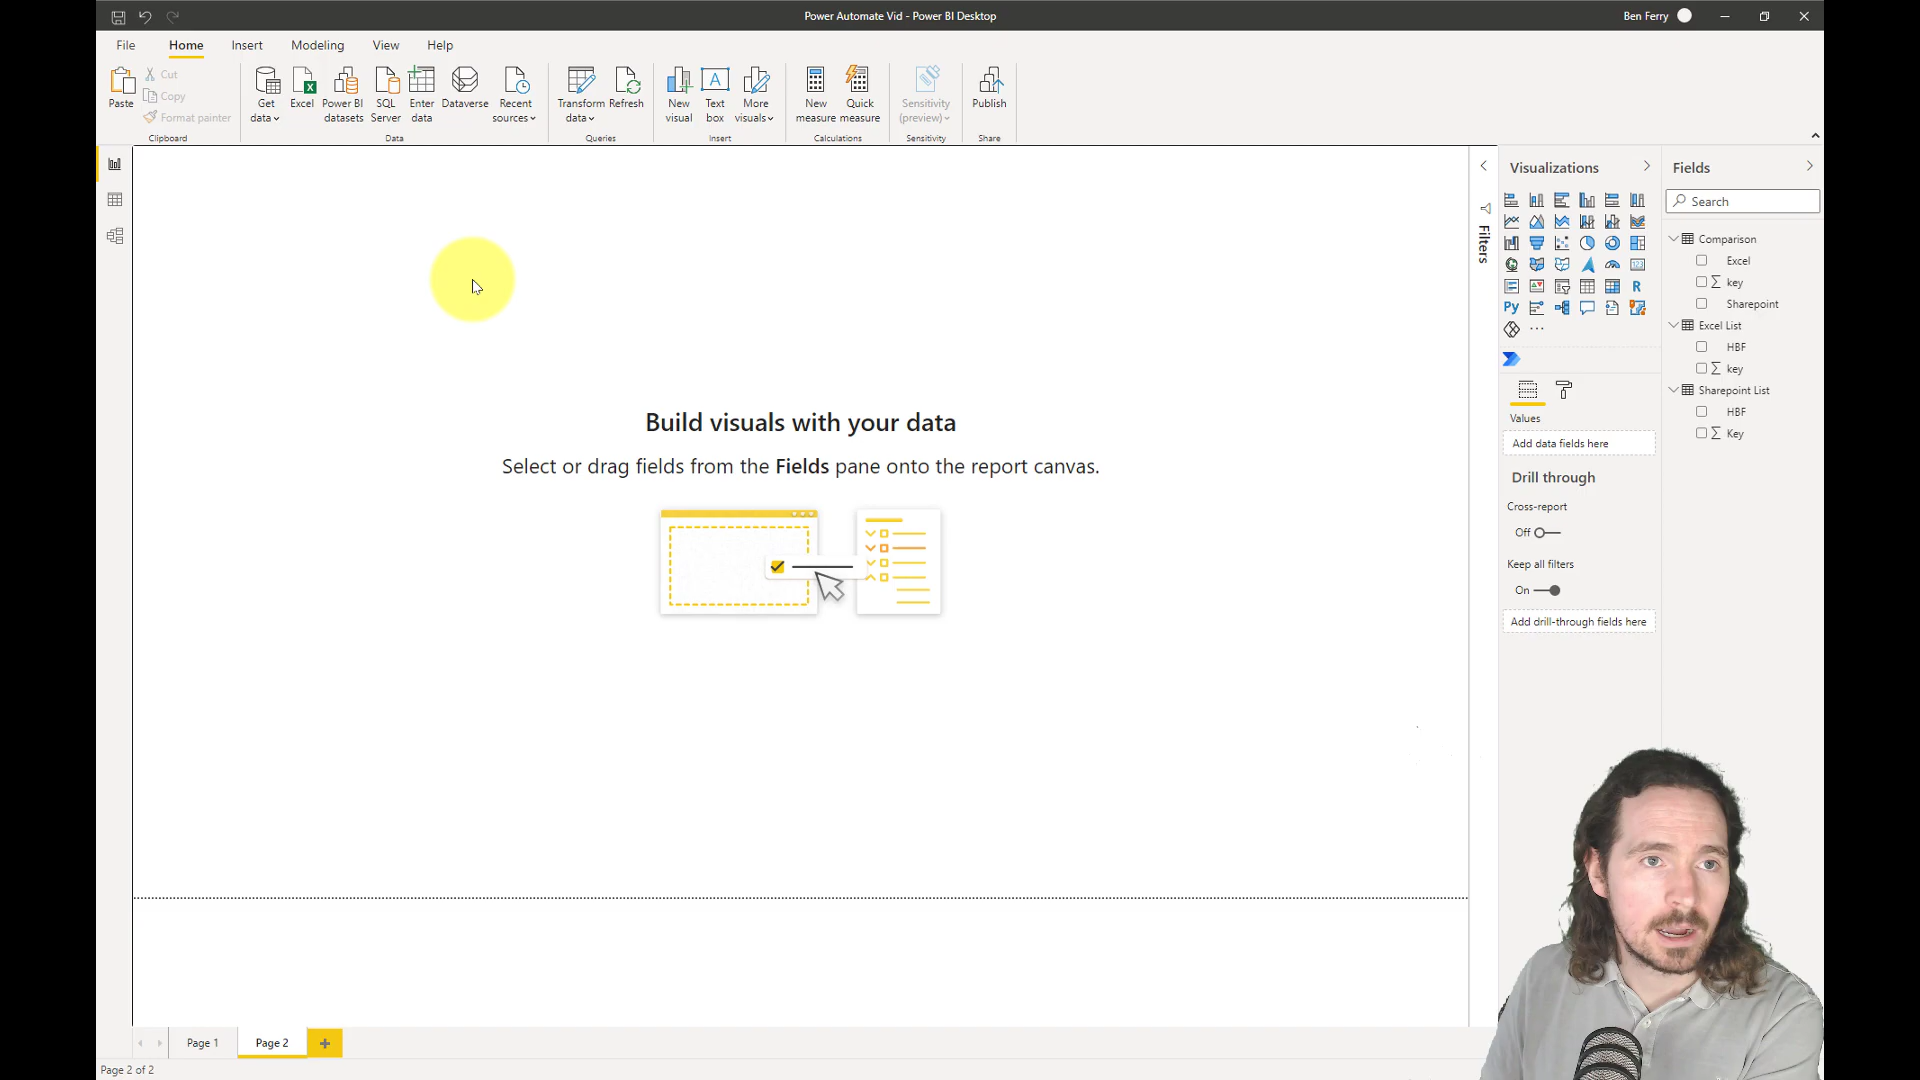 Power Automate Vid - Power BI Desktop
Ben Ferry
File Home Insert Modeling View Help
Paste
Cut
Copy
Format painter
Clipboard
Get data
Excel
Power BI datasets
SQL Server
Enter data
Dataverse
Recent sources
Data
Transform data
Refresh
Queries
New visual
Text box
More visuals
Insert
New measure
Quick measure
Calculations
Sensitivity (preview)
Sensitivity
Publish
Share
Build visuals with your data
Select or drag fields from the Fields pane onto the report canvas.
Filters
Visualizations
R
Py
123
Values
Add data fields here
Drill through
Cross-report
Off
Keep all filters
On
Add drill-through fields here
Fields
Search
Comparison
Excel
Σ key
Sharepoint
Excel List
HBF
Σ key
Sharepoint List
HBF
Σ Key
Page 1
Page 2
Page 2 of 2